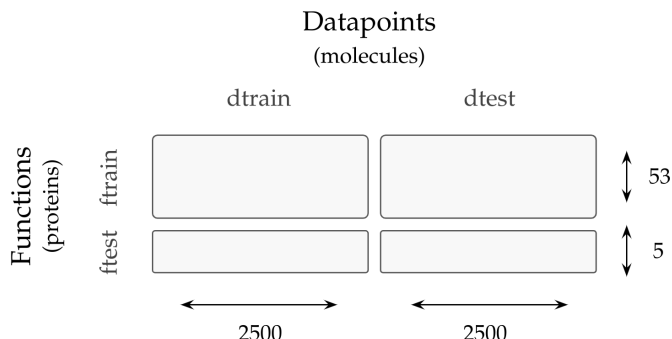 Datapoints
(molecules)
dtrain dtest
Functions
(proteins)
ftrain
53
ftest
5
2500 2500